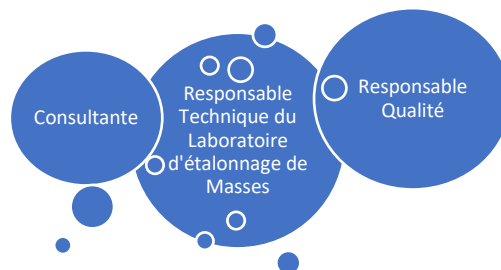 Consultante
Responsable
Technique du
Laboratoire
d'étalonnage de
Masses
Responsable
Qualité